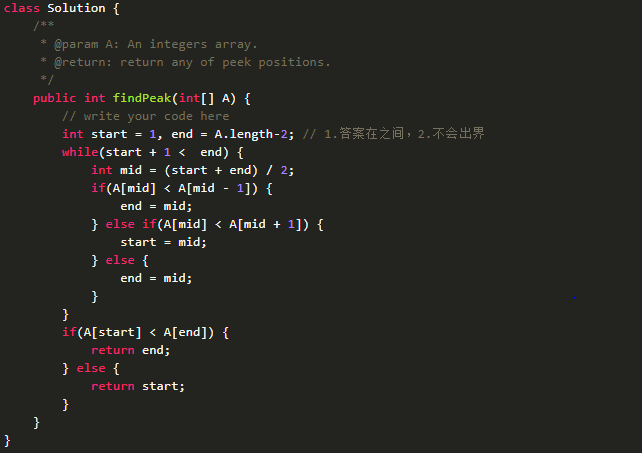 class Solution {
    /**
     * @param A: An integers array.
     * @return: return any of peek positions.
     */
    public int findPeak(int[] A) {
        // write your code here
        int start = 1, end = A.length-2; // 1.答案在之间，2.不会出界
        while(start + 1 <  end) {
            int mid = (start + end) / 2;
            if(A[mid] < A[mid - 1]) {
                end = mid;
            } else if(A[mid] < A[mid + 1]) {
                start = mid;
            } else {
                end = mid;
            }
        }
        if(A[start] < A[end]) {
            return end;
        } else {
            return start;
        }
    }
}